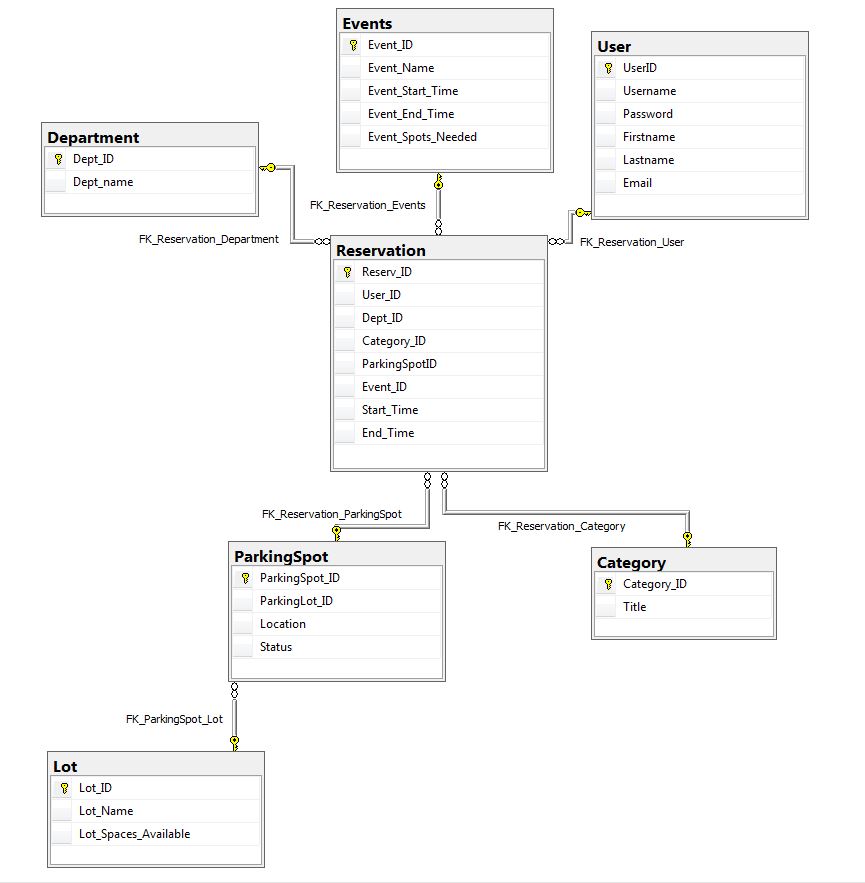 Events
Event_ID
Event_Name
Event_Start_Time
Event_End_Time
Event_Spots_Needed
User
UserID
Username
Password
Firstname
Lastname
Email
Department
Dept_ID
Dept_name
FK_Reservation_Events
FK_Reservation_Department
FK_Reservation_User
Reservation
Reserv_ID
User_ID
Dept_ID
Category_ID
ParkingSpotID
Event_ID
Start_Time
End_Time
FK_Reservation_ParkingSpot
FK_Reservation_Category
ParkingSpot
ParkingSpot_ID
ParkingLot_ID
Location
Status
Category
Category_ID
Title
FK_ParkingSpot_Lot
Lot
Lot_ID
Lot_Name
Lot_Spaces_Available